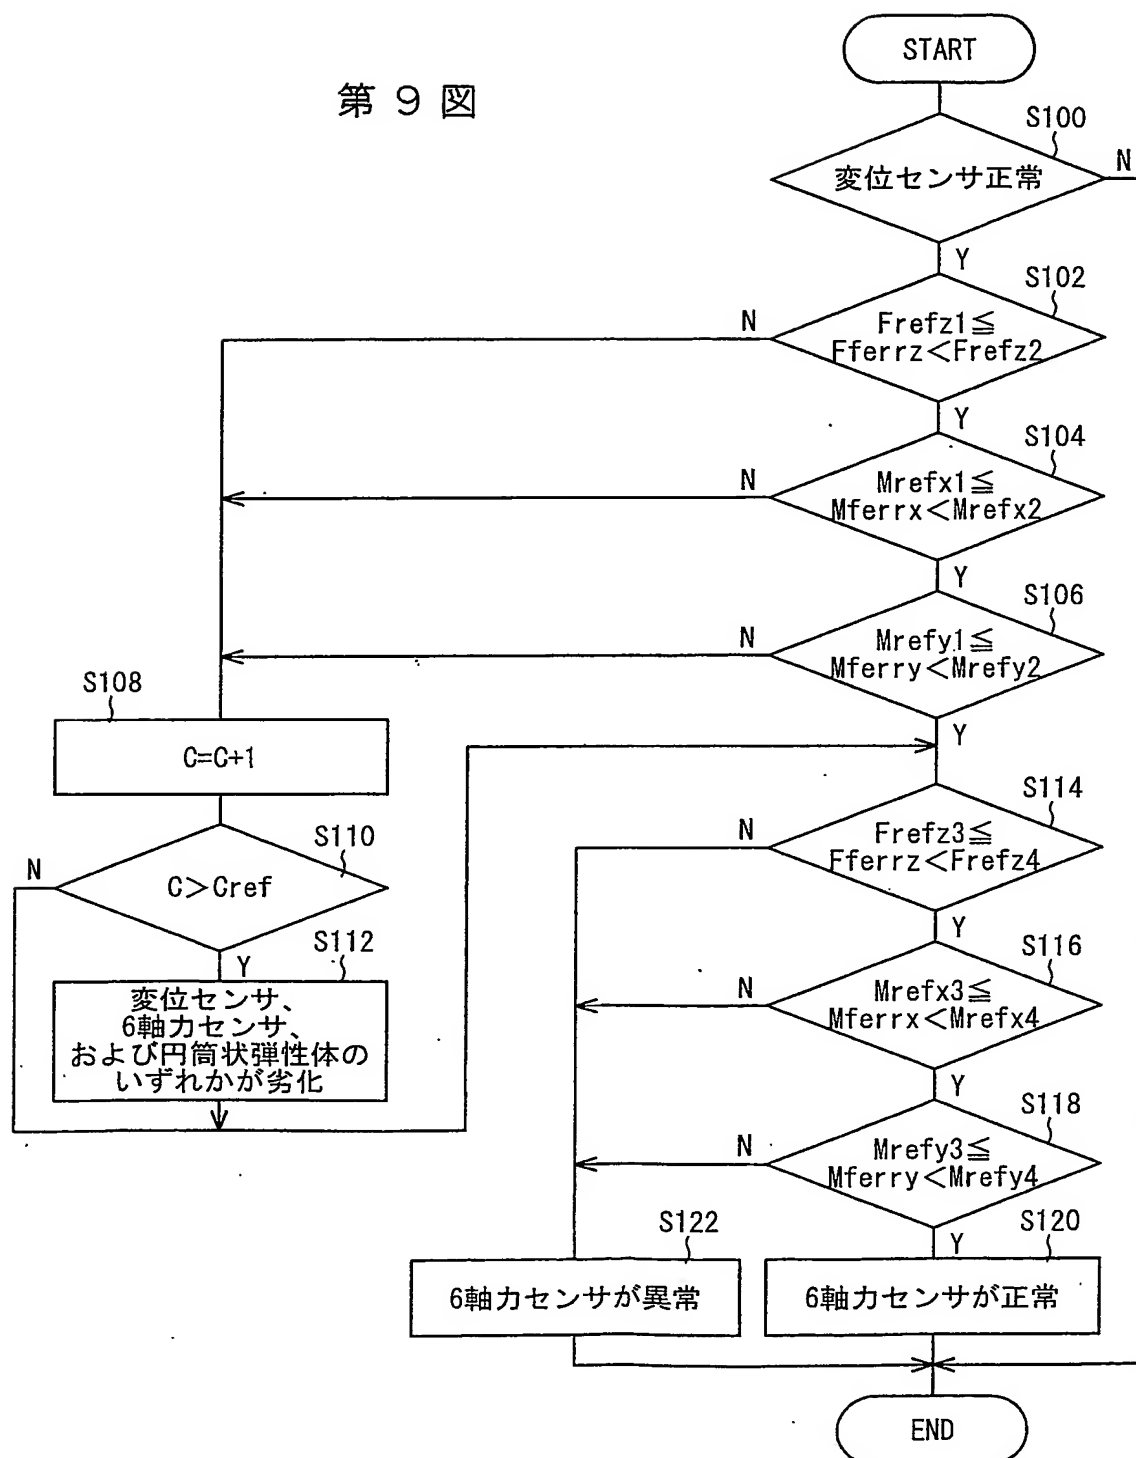 第 9 図
START
S100
変位センサ正常
N
Y
S102
Frefz1≦
Fferrz<Frefz2
N
Y
S104
Mrefx1≦
Mferrx<Mrefx2
N
Y
S106
Mrefy1≦
Mferry<Mrefy2
N
Y
S108
C=C+1
S110
C>Cref
N
Y
S112
変位センサ、
6軸力センサ、
および円筒状弾性体の
いずれかが劣化
S114
Frefz3≦
Fferrz<Frefz4
N
Y
S116
Mrefx3≦
Mferrx<Mrefx4
N
Y
S118
Mrefy3≦
Mferry<Mrefy4
N
Y
S122
6軸力センサが異常
S120
6軸力センサが正常
END